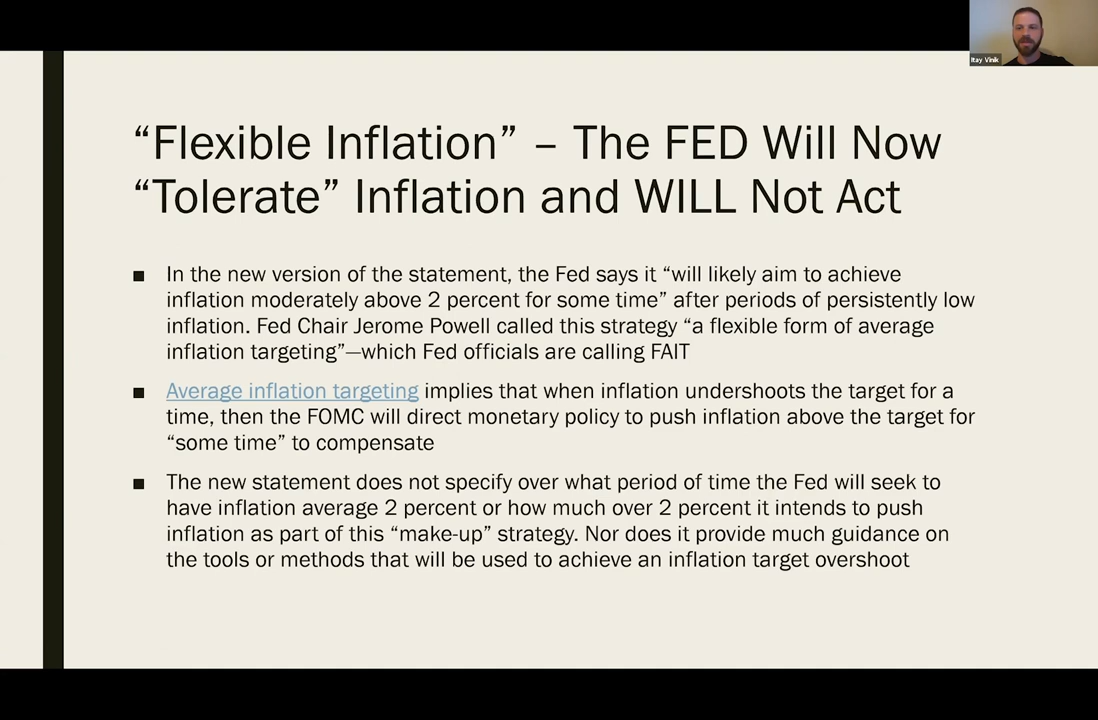 Itay Vinik
“Flexible Inflation” – The FED Will Now
“Tolerate” Inflation and WILL Not Act
■ In the new version of the statement, the Fed says it “will likely aim to achieve
inflation moderately above 2 percent for some time” after periods of persistently low
inflation. Fed Chair Jerome Powell called this strategy “a flexible form of average
inflation targeting”—which Fed officials are calling FAIT
■ Average inflation targeting implies that when inflation undershoots the target for a
time, then the FOMC will direct monetary policy to push inflation above the target for
“some time” to compensate
■ The new statement does not specify over what period of time the Fed will seek to
have inflation average 2 percent or how much over 2 percent it intends to push
inflation as part of this “make-up” strategy. Nor does it provide much guidance on
the tools or methods that will be used to achieve an inflation target overshoot